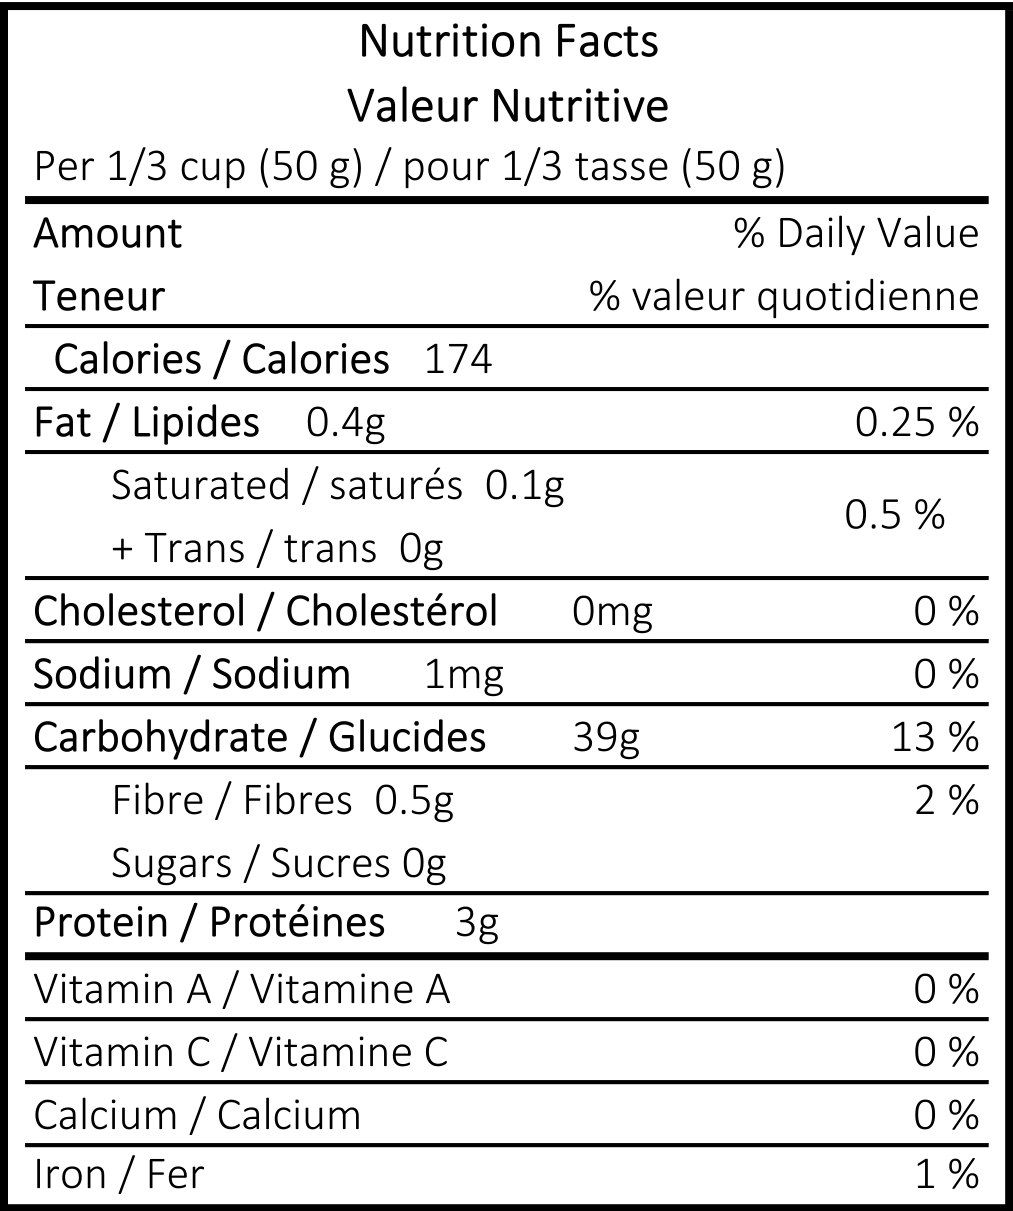 Nutrition Facts
Valeur Nutritive
Per 1/3 cup (50 g) / pour 1/3 tasse (50 g)
Amount % Daily Value
Teneur % valeur quotidienne
Calories / Calories 174
Fat / Lipides 0.4g 0.25 %
Saturated / saturés 0.1g
0.5 %
+ Trans / trans 0g
Cholesterol / Cholestérol 0mg 0 %
Sodium / Sodium 1mg 0 %
Carbohydrate / Glucides 39g 13 %
Fibre / Fibres 0.5g 2 %
Sugars / Sucres 0g
Protein / Protéines 3g
Vitamin A / Vitamine A 0 %
Vitamin C / Vitamine C 0 %
Calcium / Calcium 0 %
Iron / Fer 1 %